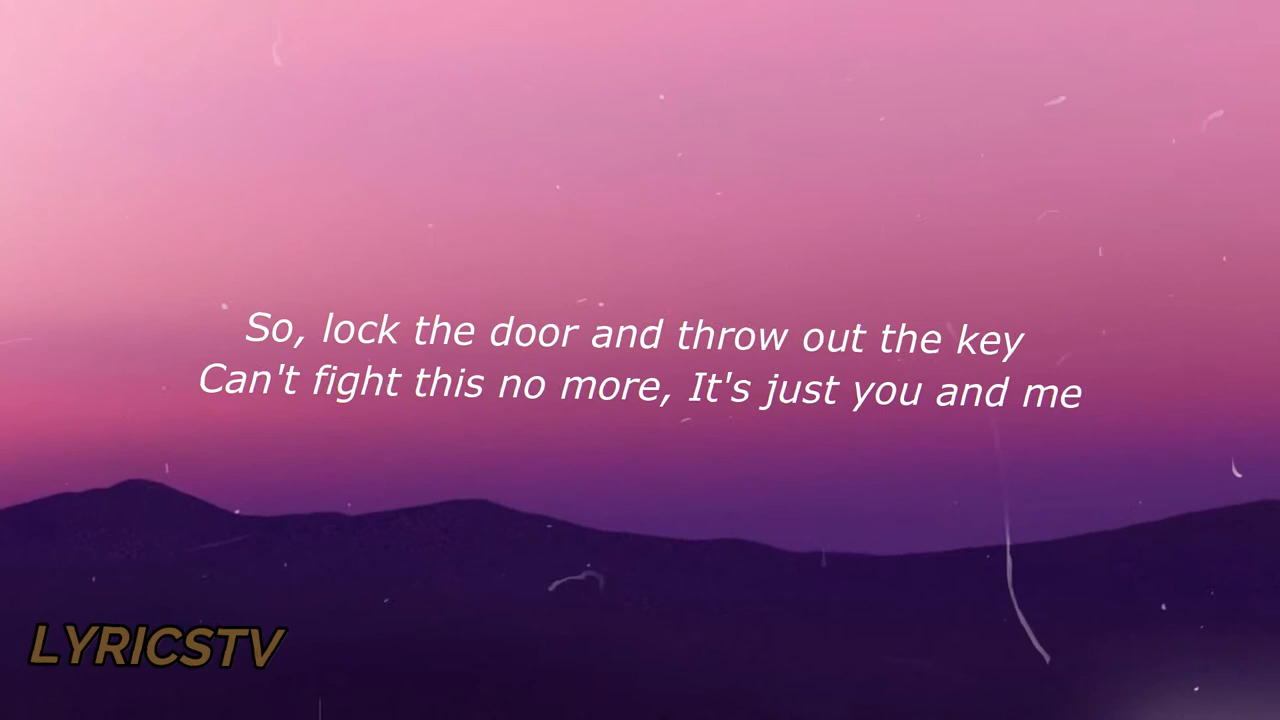 So, lock the door and throw out the key
Can't fight this no more, It's just you and me
LYRICSTV